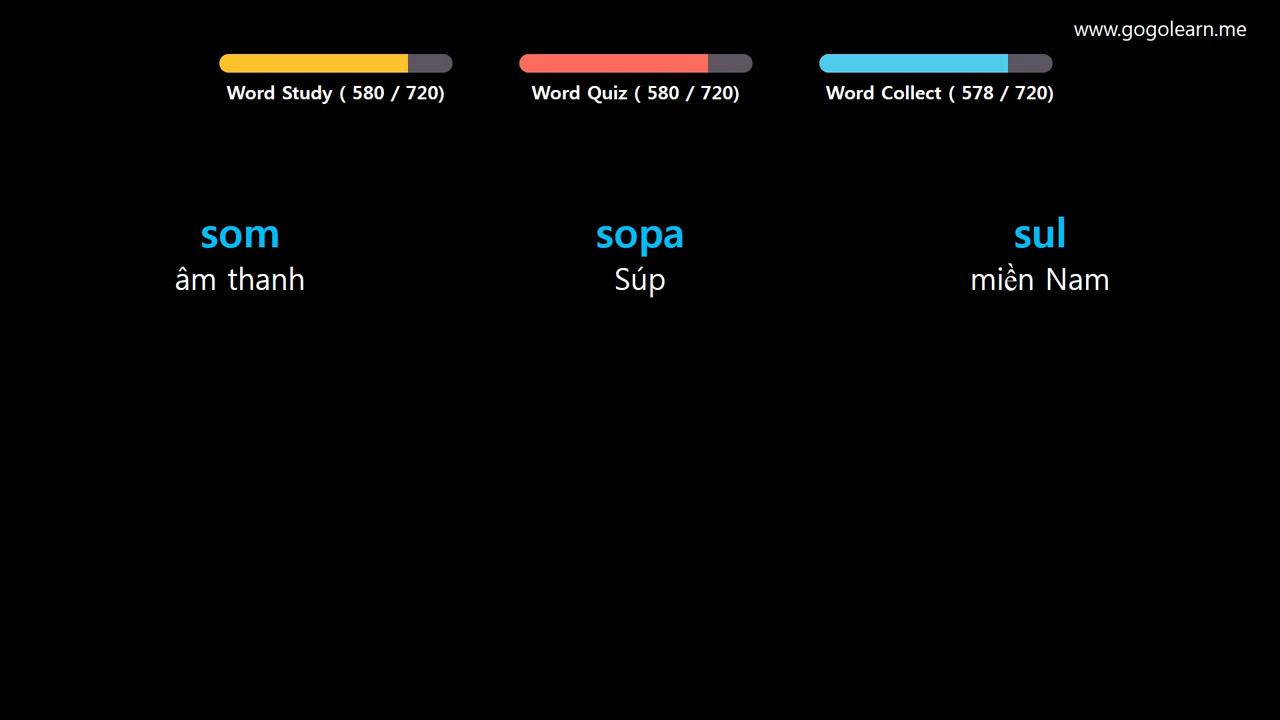 www.gogolearn.me
Word Study ( 580 / 720)
Word Quiz ( 580 / 720)
Word Collect ( 578 / 720)
som
âm thanh
sopa
Súp
sul
miền Nam